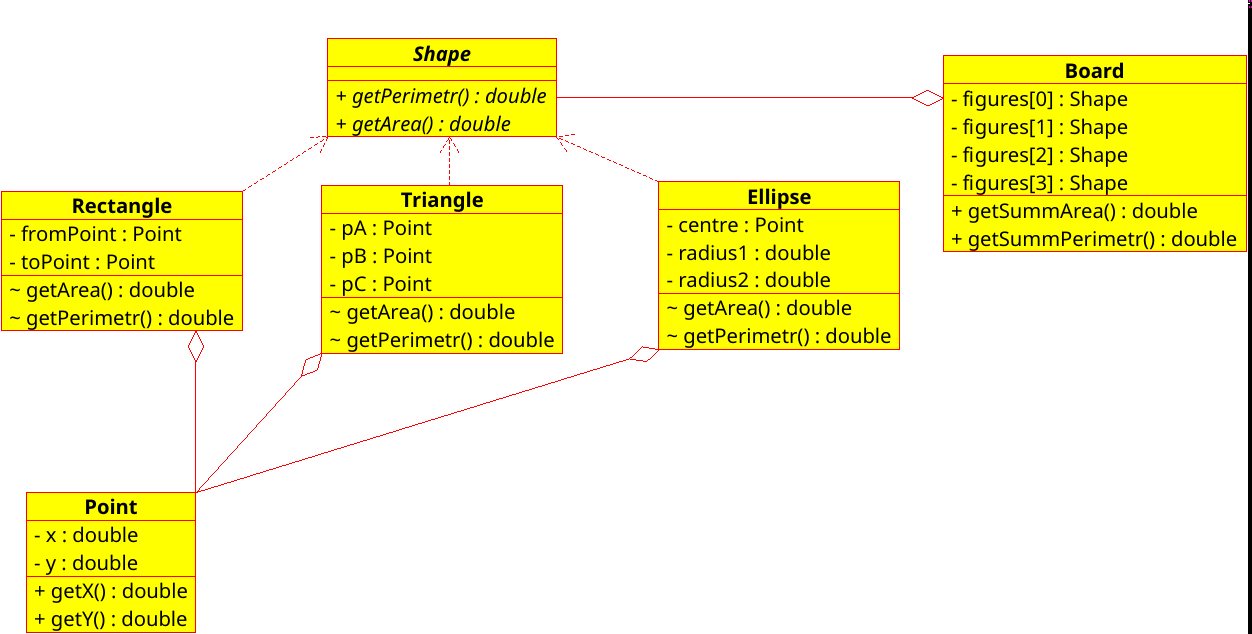 Shape
+ getPerimetr() : double
+ getArea() : double
Board
- figures[0] : Shape
- figures[1] : Shape
- figures[2] : Shape
- figures[3] : Shape
+ getSummArea() : double
+ getSummPerimetr() : double
Rectangle
- fromPoint : Point
- toPoint : Point
~ getArea() : double
~ getPerimetr() : double
Triangle
- pA : Point
- pB : Point
- pC : Point
~ getArea() : double
~ getPerimetr() : double
Ellipse
- centre : Point
- radius1 : double
- radius2 : double
~ getArea() : double
~ getPerimetr() : double
Point
- x : double
- y : double
+ getX() : double
+ getY() : double